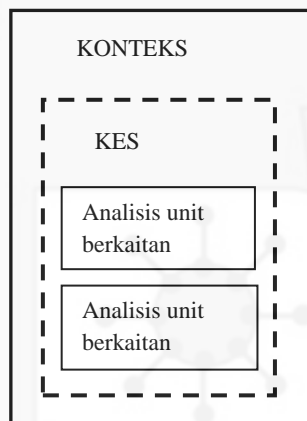 KONTEKS
KES
Analisis unit
berkaitan
Analisis unit
berkaitan